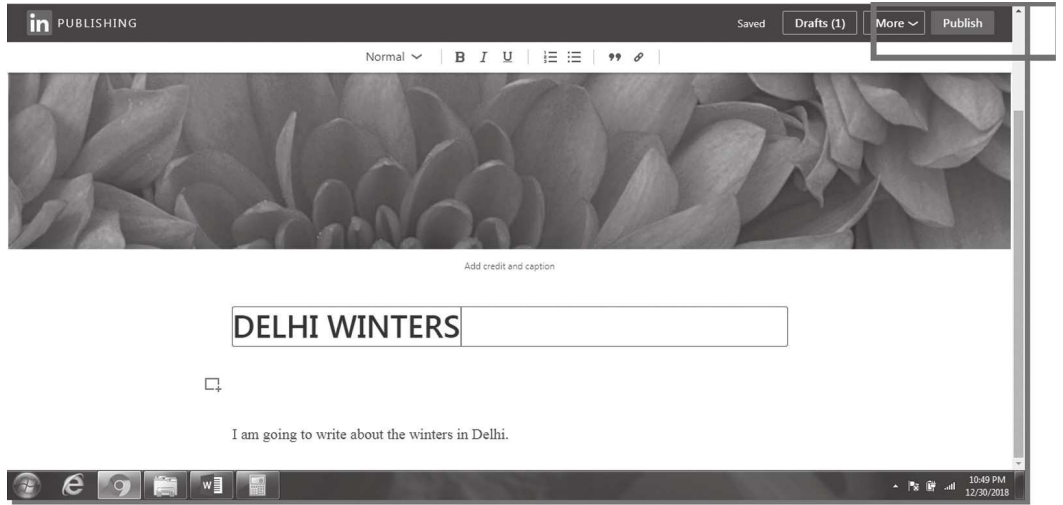 in PUBLISHING Saved Drafts (1) More Publish
Normal B I U
Add credit and caption
DELHI WINTERS
I am going to write about the winters in Delhi.
10:49 PM
12/30/2018